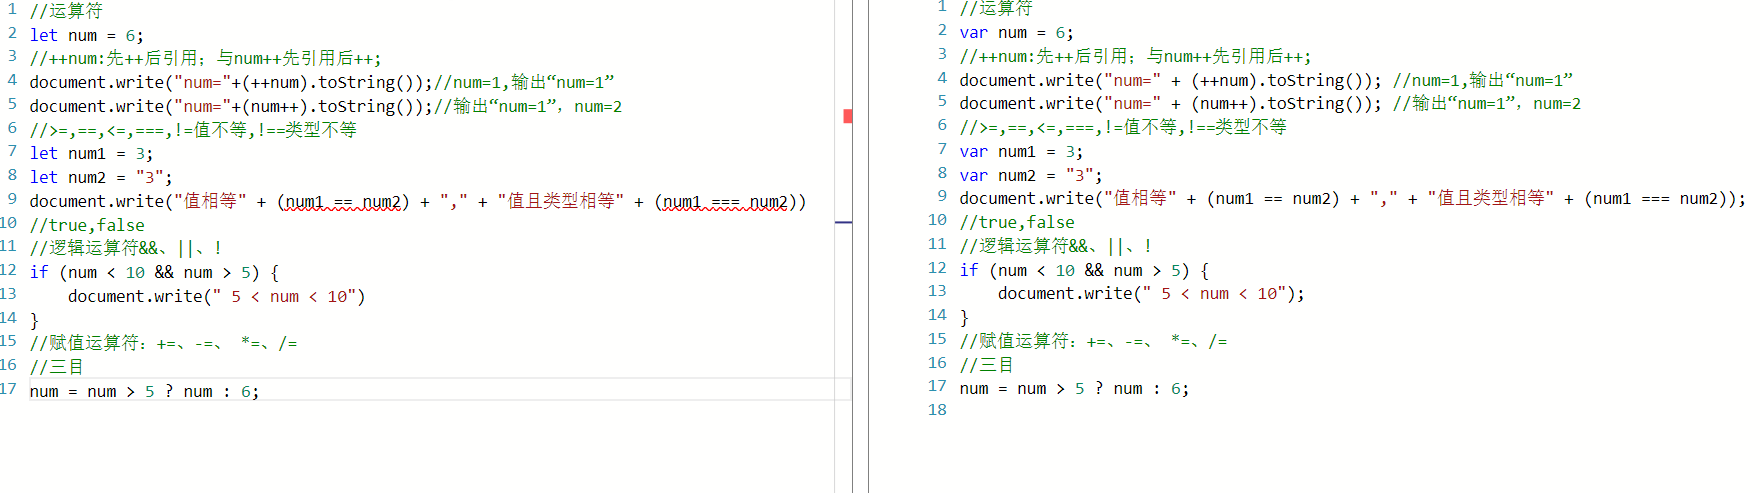 1 //运算符
2 let num = 6;
3 //++num:先++后引用；与num++先引用后++;
4 document.write("num="+(++num).toString());//num=1,输出“num=1”
5 document.write("num="+(num++).toString());//输出“num=1”，num=2
6 //>=,==,<=,===,!=值不等,!==类型不等
7 let num1 = 3;
8 let num2 = "3";
9 document.write("值相等" + (num1 == num2) + "," + "值且类型相等" + (num1 === num2))
10 //true,false
11 //逻辑运算符&&、||、!
12 if (num < 10 && num > 5) {
13     document.write(" 5 < num < 10")
14 }
15 //赋值运算符：+=、-=、 *=、/=
16 //三目
17 num = num > 5 ? num : 6;
1 //运算符
2 var num = 6;
3 //++num:先++后引用；与num++先引用后++;
4 document.write("num=" + (++num).toString()); //num=1,输出“num=1”
5 document.write("num=" + (num++).toString()); //输出“num=1”，num=2
6 //>=,==,<=,===,!=值不等,!==类型不等
7 var num1 = 3;
8 var num2 = "3";
9 document.write("值相等" + (num1 == num2) + "," + "值且类型相等" + (num1 === num2));
10 //true,false
11 //逻辑运算符&&、||、!
12 if (num < 10 && num > 5) {
13     document.write(" 5 < num < 10");
14 }
15 //赋值运算符：+=、-=、 *=、/=
16 //三目
17 num = num > 5 ? num : 6;
18